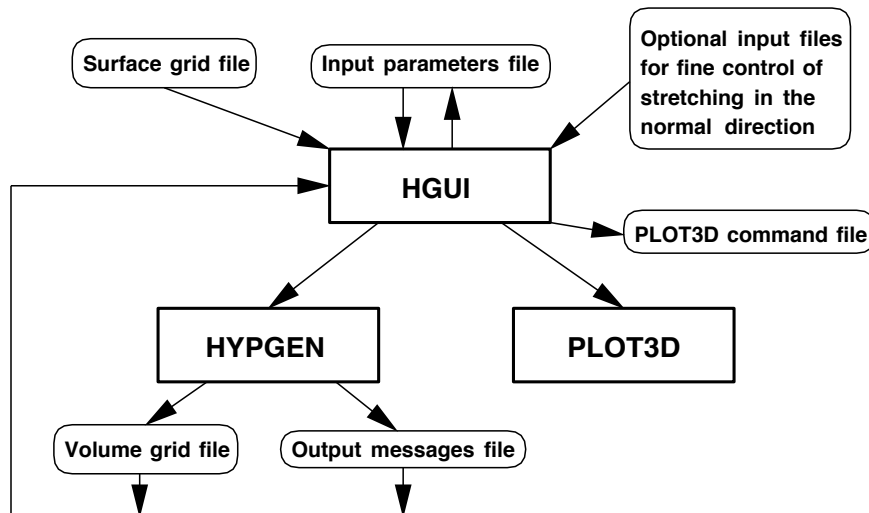 Surface grid file
Input parameters file
Optional input files
for fine control of
stretching in the
normal direction
HGUI
PLOT3D command file
HYPGEN
PLOT3D
Volume grid file
Output messages file